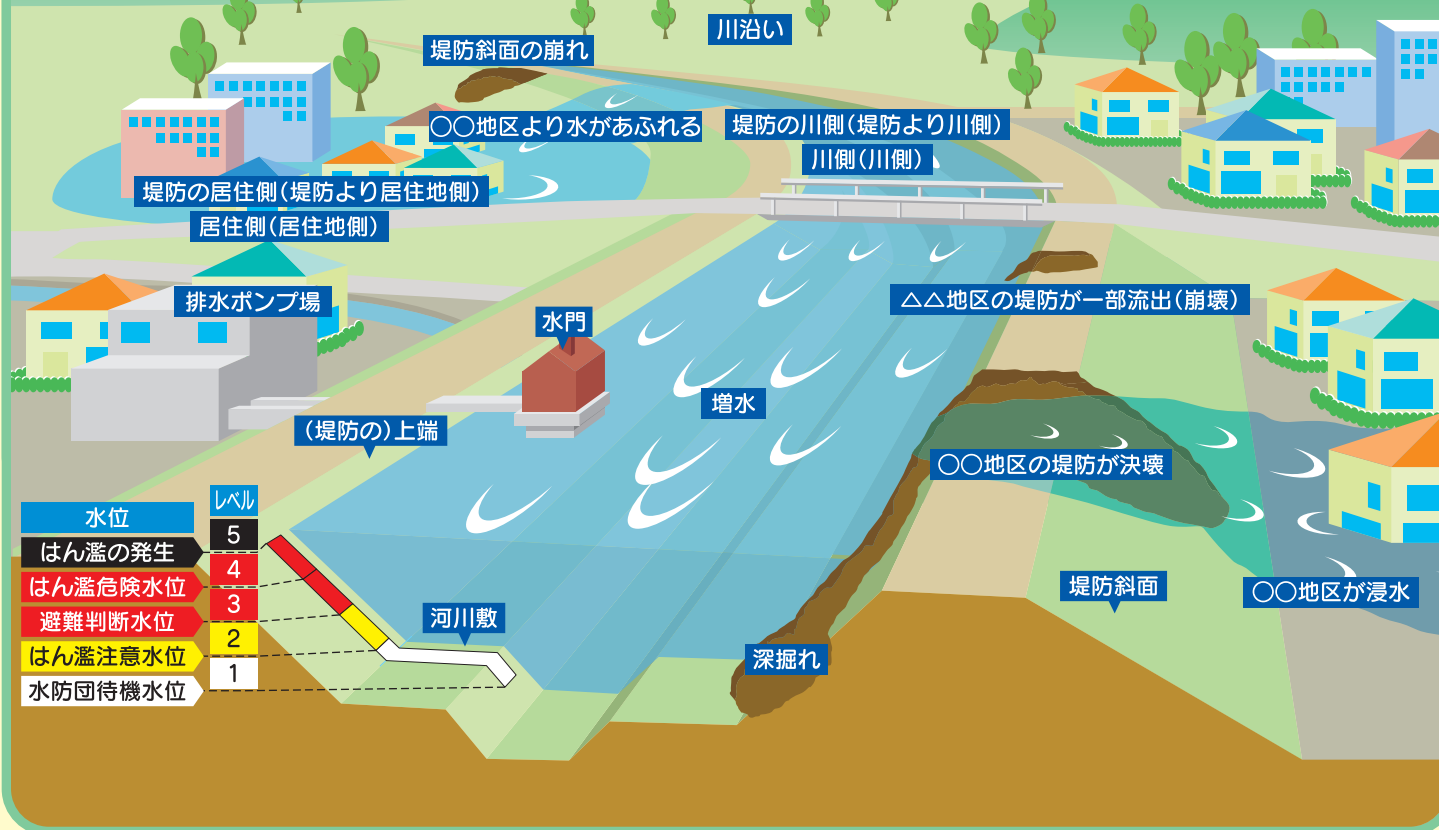 川沿い
堤防斜面の崩れ
〇〇地区より水があふれる
堤防の川側(堤防より川側)
川側(川側)
堤防の居住側(堤防より居住地側)
居住側(居住地側)
排水ポンプ場
△△地区の堤防が一部流出(崩壊)
水門
増水
(堤防の)上端
〇〇地区の堤防が決壊
水位
レベル
はん濫の発生
5
はん濫危険水位
4
避難判断水位
3
はん濫注意水位
2
水防団待機水位
1
河川敷
堤防斜面
〇〇地区が浸水
深掘れ